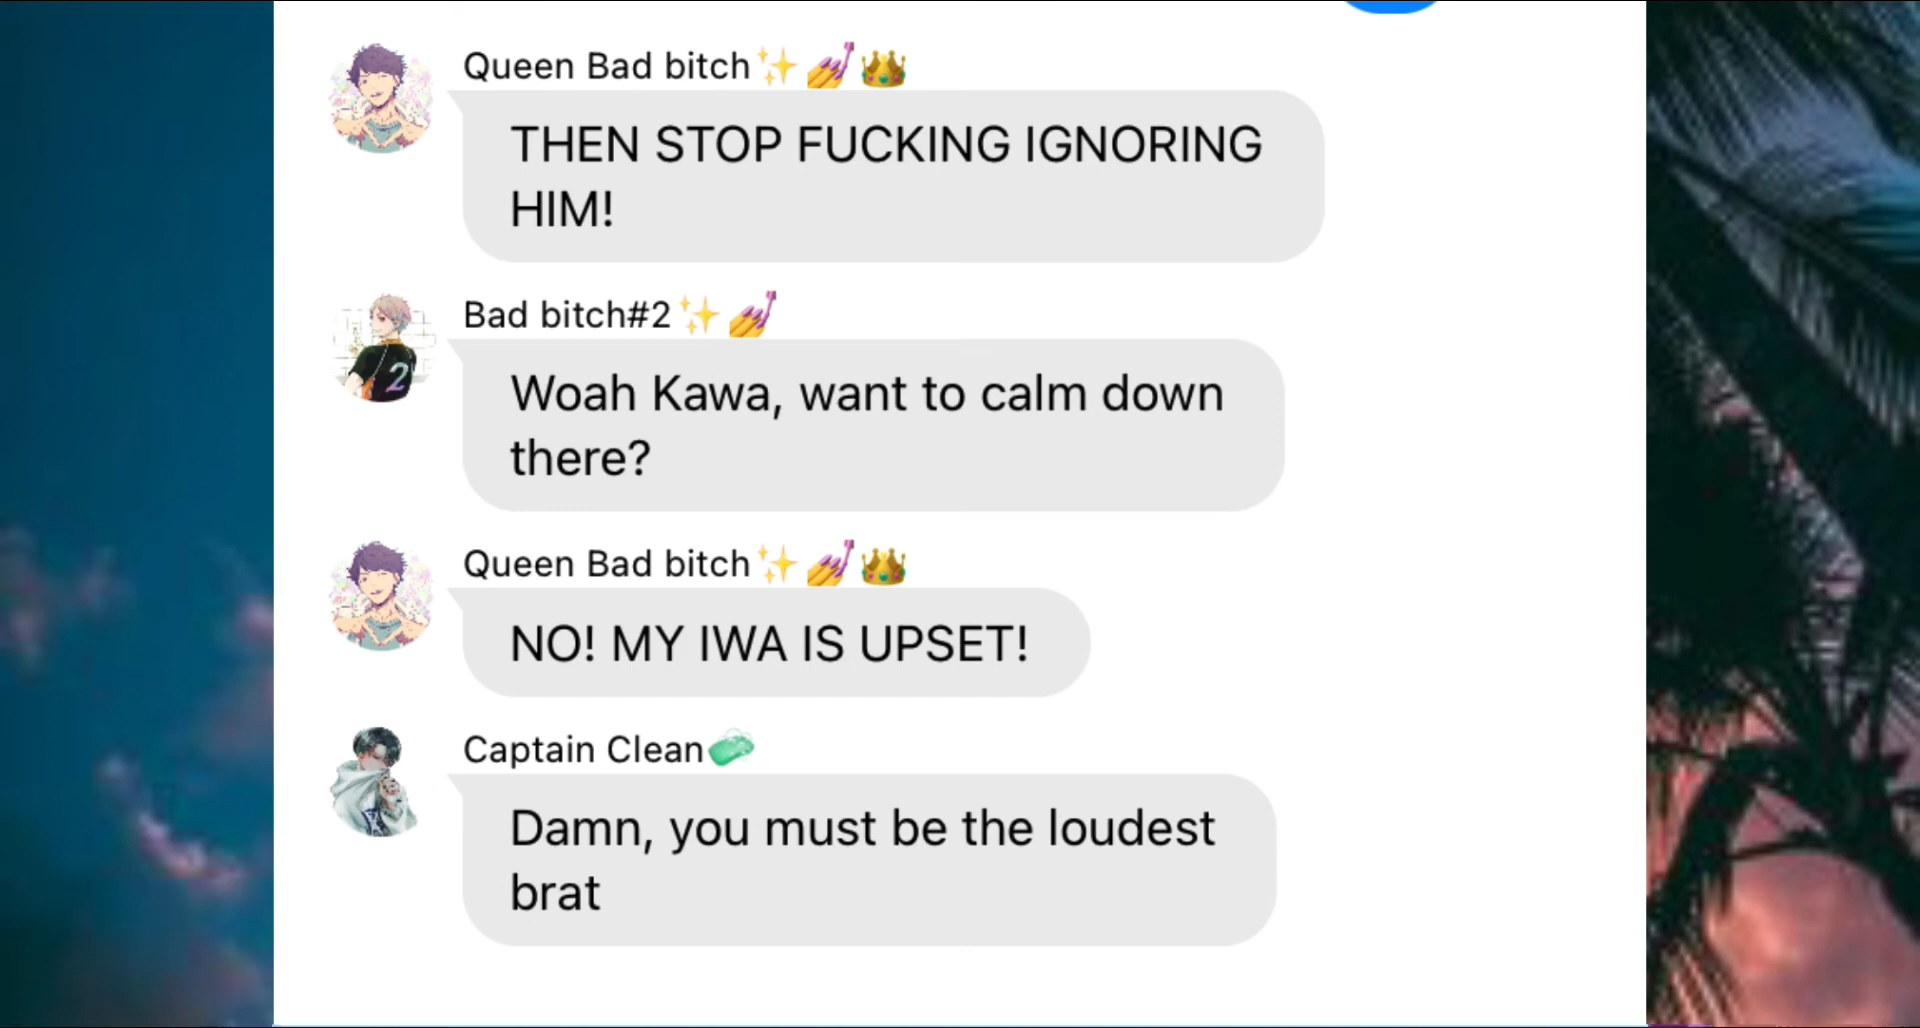 Queen Bad bitch✨💅👑
THEN STOP FUCKING IGNORING
HIM!
Bad bitch#2✨💅
2
Woah Kawa, want to calm down
there?
Queen Bad bitch✨💅👑
NO! MY IWA IS UPSET!
Captain Clean🧼
Damn, you must be the loudest
brat